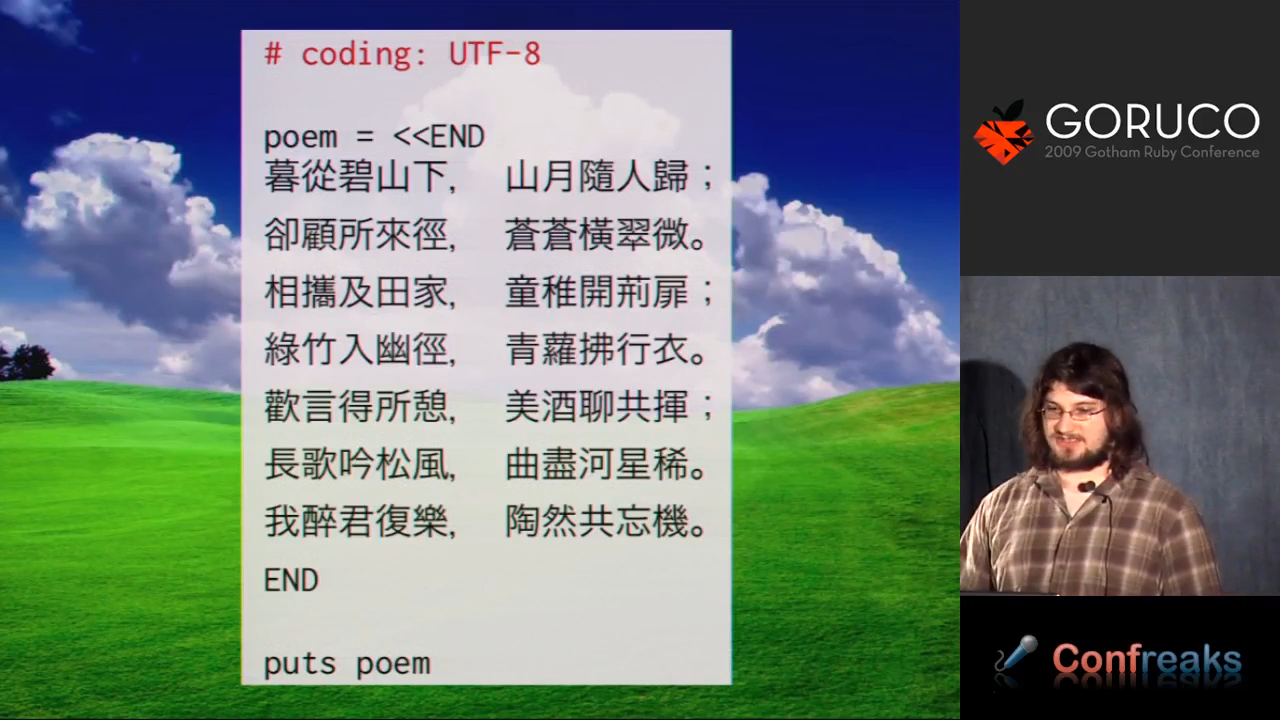 # coding: UTF-8
poem = <<END
暮從碧山下, 山月隨人歸；
卻顧所來徑, 蒼蒼橫翠微。
相攜及田家, 童稚開荊扉；
綠竹入幽徑, 青蘿拂行衣。
歡言得所憩, 美酒聊共揮；
長歌吟松風, 曲盡河星稀。
我醉君復樂, 陶然共忘機。
END
puts poem
GORUCO
2009 Gotham Ruby Conference
Confreaks